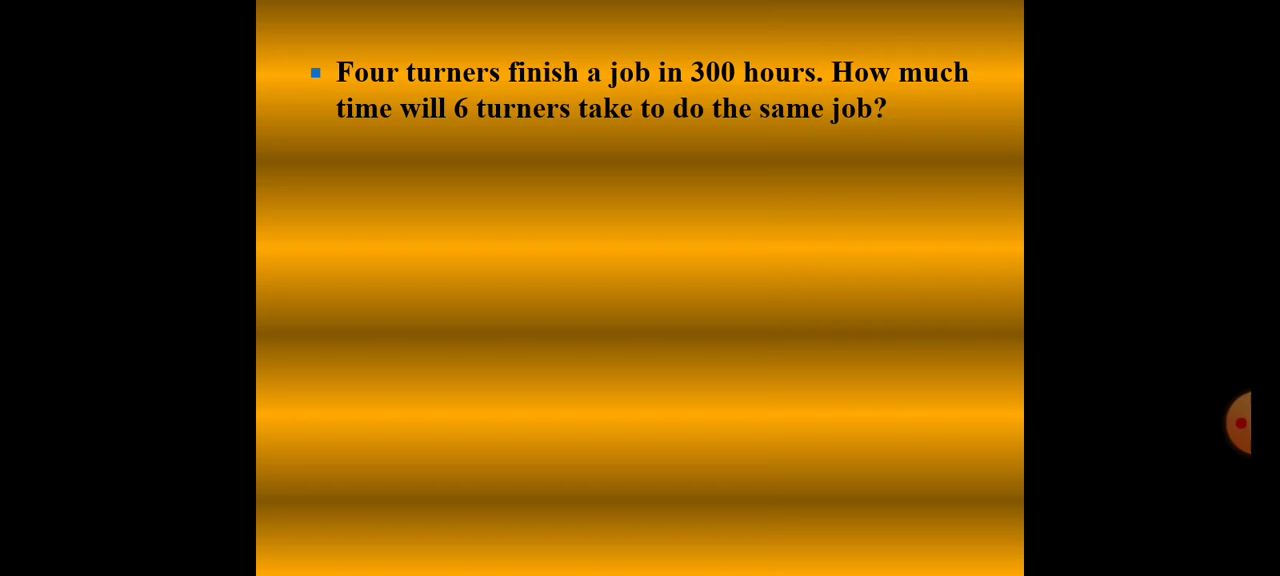 Four turners finish a job in 300 hours. How much
time will 6 turners take to do the same job?